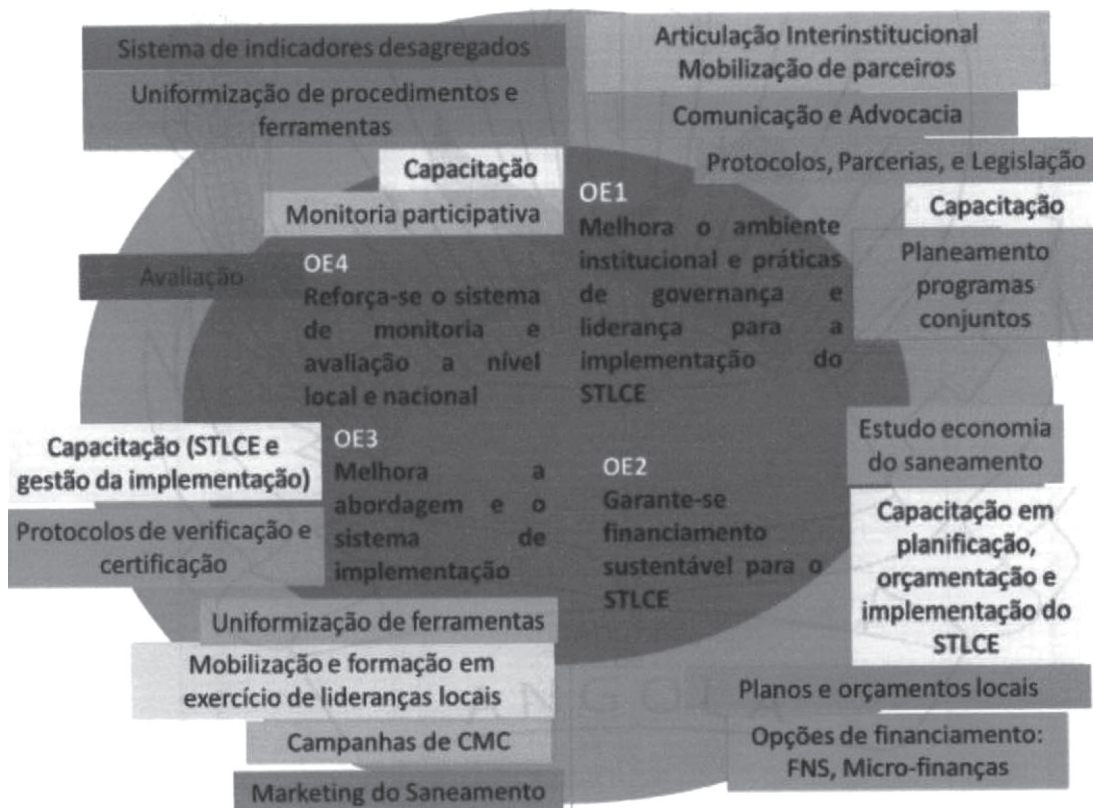 Sistema de indicadores desagregados
Uniformização de procedimentos e
ferramentas
Capacitação
Monitoria participativa
Avaliação
OE4
Reforça-se o sistema
de monitoria e
avaliação a nível
local e nacional
Articulação Interinstitucional
Mobilização de parceiros
Comunicação e Advocacia
Protocolos, Parcerias, e Legislação
Capacitação
Planeamento
programas
conjuntos
OE1
Melhora o ambiente
institucional e práticas
de governança e
liderança para a
implementação do
STLCE
Capacitação (STLCE e
gestão da implementação)
Protocolos de verificação e
certificação
OE3
Melhora a
abordagem e o
sistema de
implementação
Uniformização de ferramentas
Mobilização e formação em
exercício de lideranças locais
Campanhas de CMC
Marketing do Saneamento
OE2
Garante-se
financiamento
sustentável para o
STLCE
Estudo economia
do saneamento
Capacitação em
planificação,
orçamentação e
implementação do
STLCE
Planos e orçamentos locais
Opções de financiamento:
FNS, Micro-finanças
ANGOLA